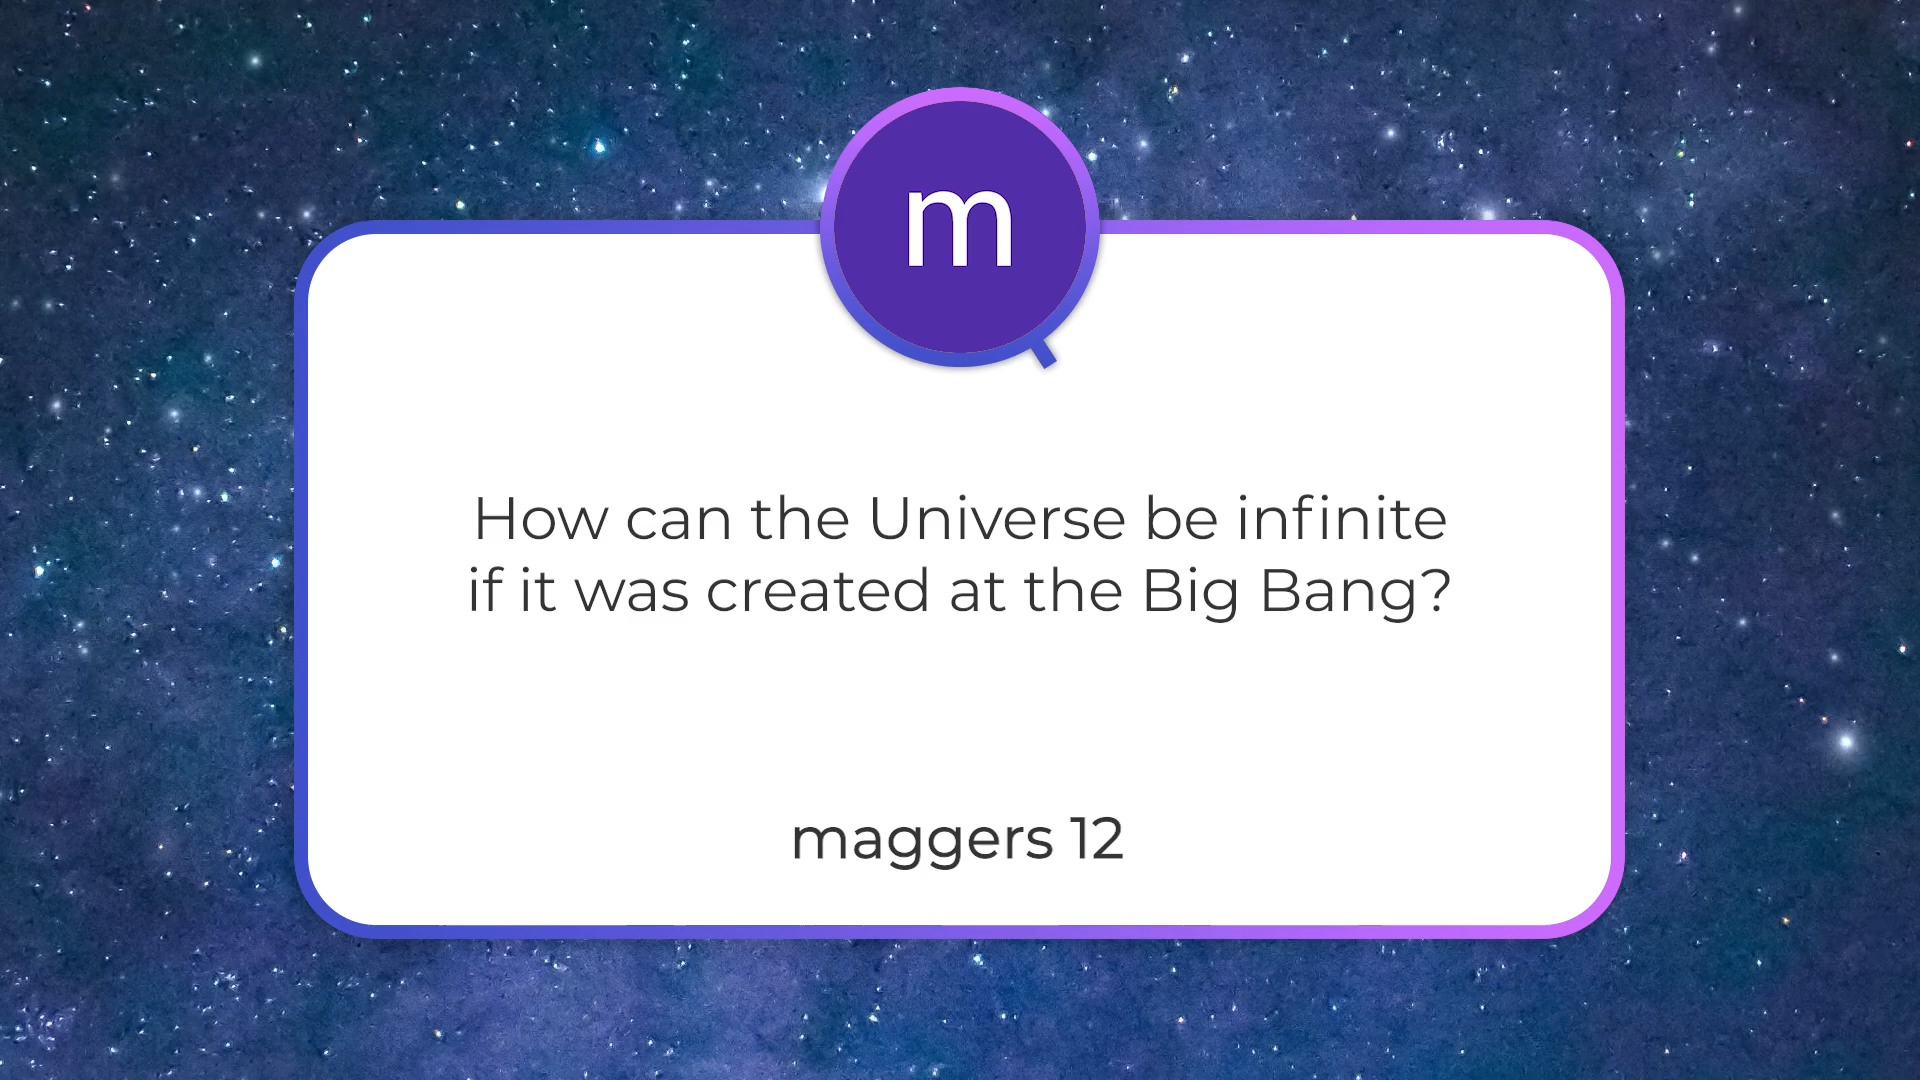 m
How can the Universe be infinite
if it was created at the Big Bang?
maggers 12